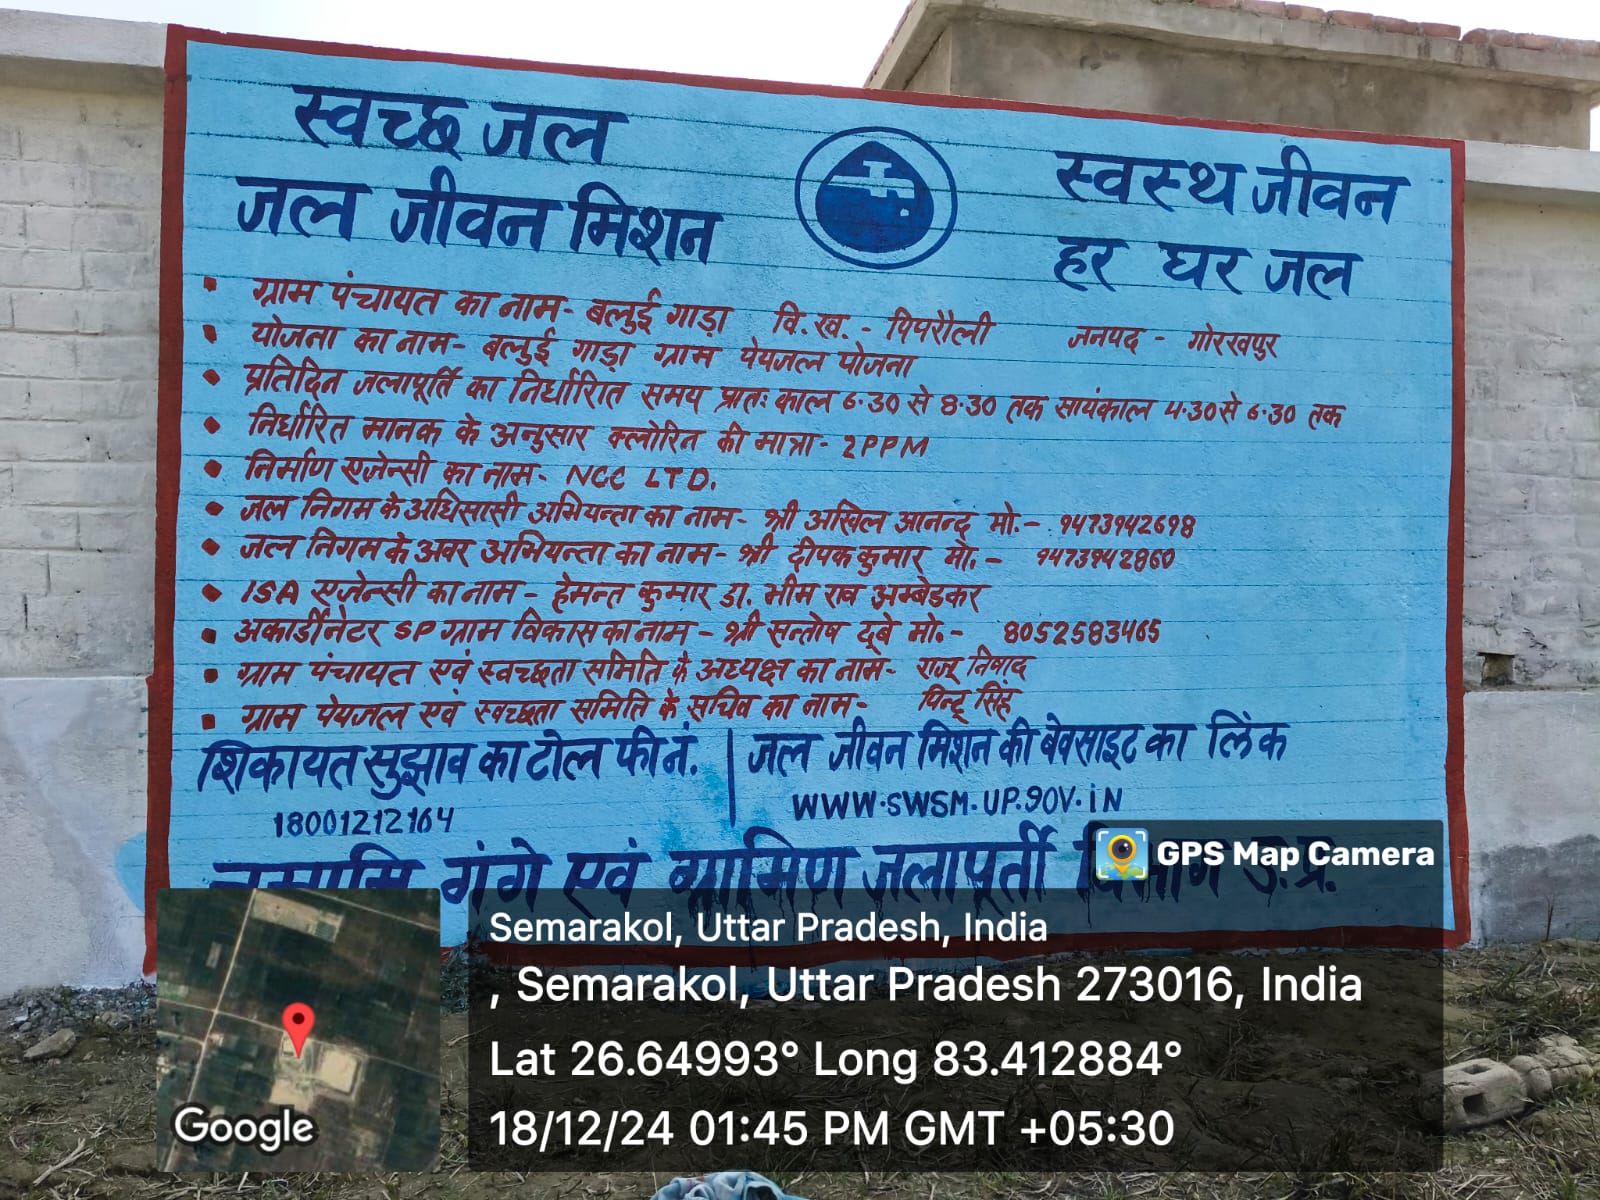 स्वच्छ जल
जल जीवन मिशन
स्वस्थ जीवन
हर घर जल
• ग्राम पंचायत का नाम- बलुई गाड़ा वि.ख.- पिपरौली जनपद - गोरखपुर
• योजना का नाम- बलुई गाड़ा ग्राम पेयजल योजना
• प्रतिदिन जलापूर्ति का निर्धारित समय प्रातः काल 6.30 से 8.30 तक सायंकाल 4.30 से 6.30 तक
• निर्धारित मानक के अनुसार क्लोरिन की मात्रा- 2PPM
• निर्माण एजेन्सी का नाम- NCC LTD.
• जल निगम के अधिसासी अभियन्ता का नाम- श्री अखिल आनन्द मो.- 9473942698
• जल निगम के अवर अभियन्ता का नाम- श्री दीपक कुमार मो.- 9473942860
• ISA एजेन्सी का नाम- हेमन्त कुमार डा. भीम राव अम्बेडकर
• अकार्डीनेटर SP ग्राम विकास का नाम- श्री सन्तोष दूबे मो.- 8052583465
• ग्राम पंचायत एवं स्वच्छता समिति के अध्यक्ष का नाम- राजू निषाद
• ग्राम पेयजल एवं स्वच्छता समिति के सचिव का नाम- पिन्टू सिंह
शिकायत सुझाव का टोल फी नं. | जल जीवन मिशन की बेवसाइट का लिंक
18001212164
WWW.SWSM.UP.GOV.iN
नमामि गंगे एवं ग्रामिण जलापूर्ती विभाग उ.प्र.
GPS Map Camera
Semarakol, Uttar Pradesh, India
, Semarakol, Uttar Pradesh 273016, India
Lat 26.64993° Long 83.412884°
18/12/24 01:45 PM GMT +05:30
Google